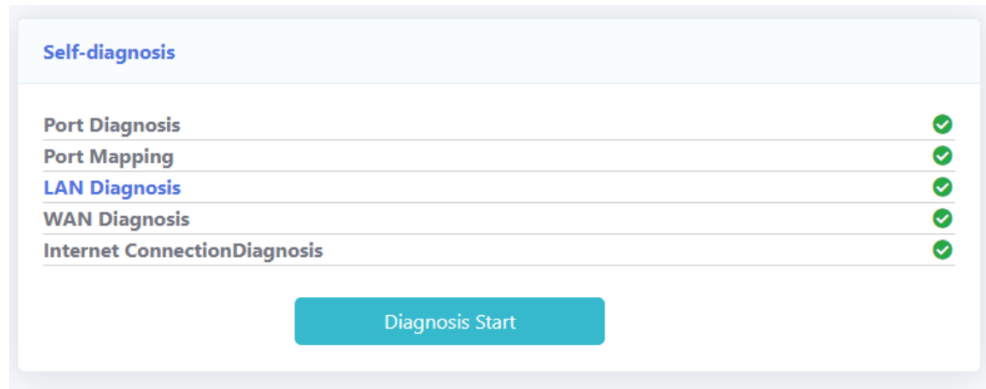 Self-diagnosis
Port Diagnosis
Port Mapping
LAN Diagnosis
WAN Diagnosis
Internet ConnectionDiagnosis
Diagnosis Start